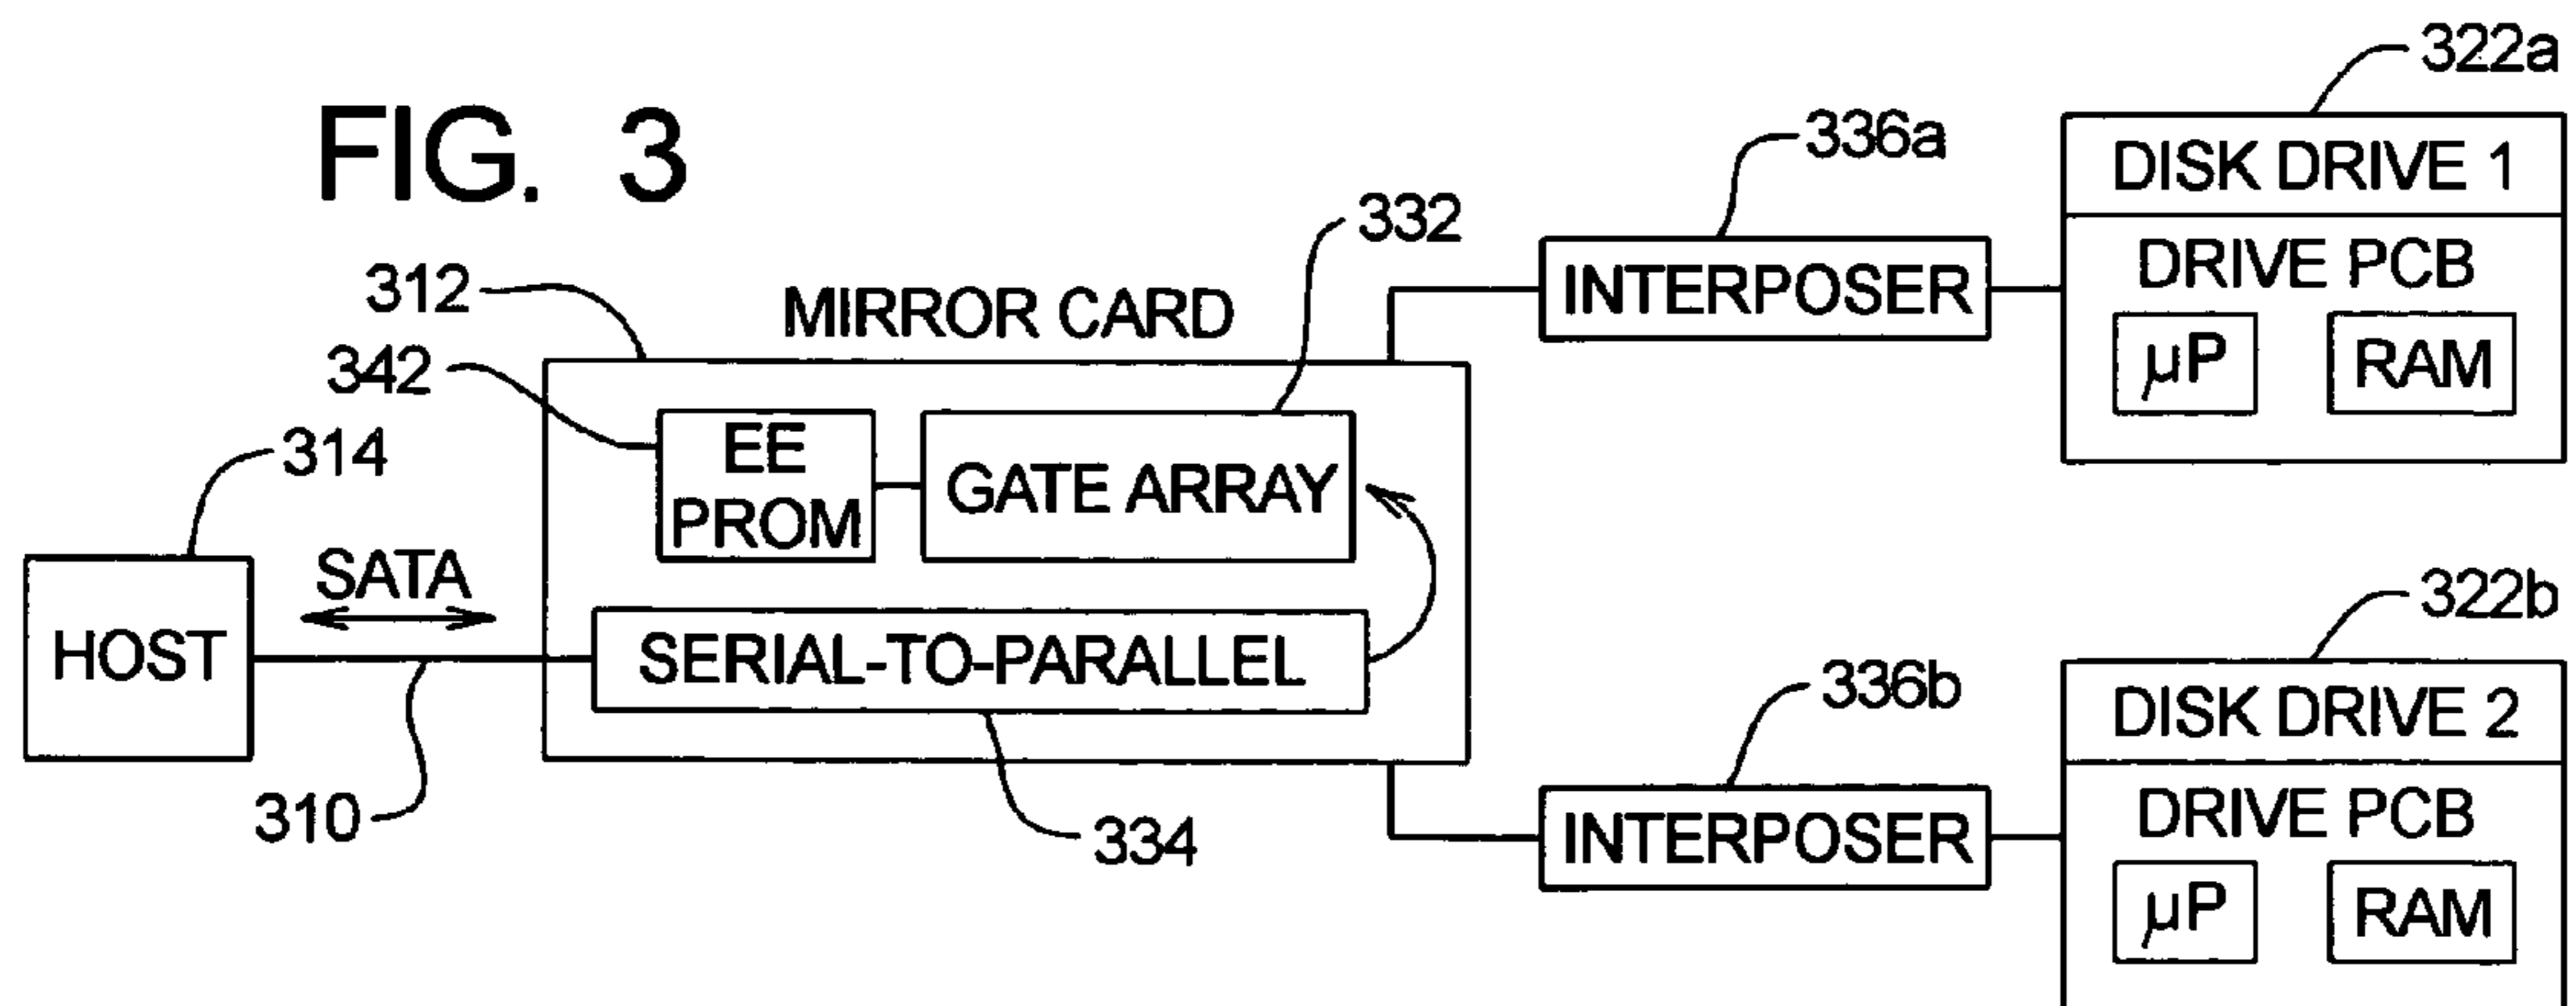 FIG. 3
322a
336a
DISK DRIVE 1
332
DRIVE PCB
312
MIRROR CARD
INTERPOSER
µP
RAM
342
EE
PROM
GATE ARRAY
314
SATA
HOST
SERIAL-TO-PARALLEL
310
334
322b
336b
DISK DRIVE 2
DRIVE PCB
INTERPOSER
µP
RAM